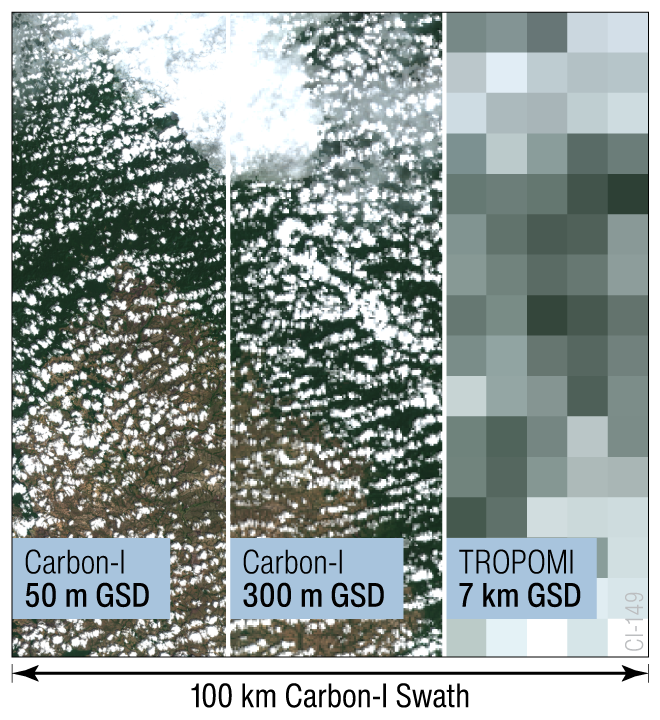 Carbon-I
50 m GSD
Carbon-I
300 m GSD
TROPOMI
7 km GSD
CI-149
100 km Carbon-I Swath